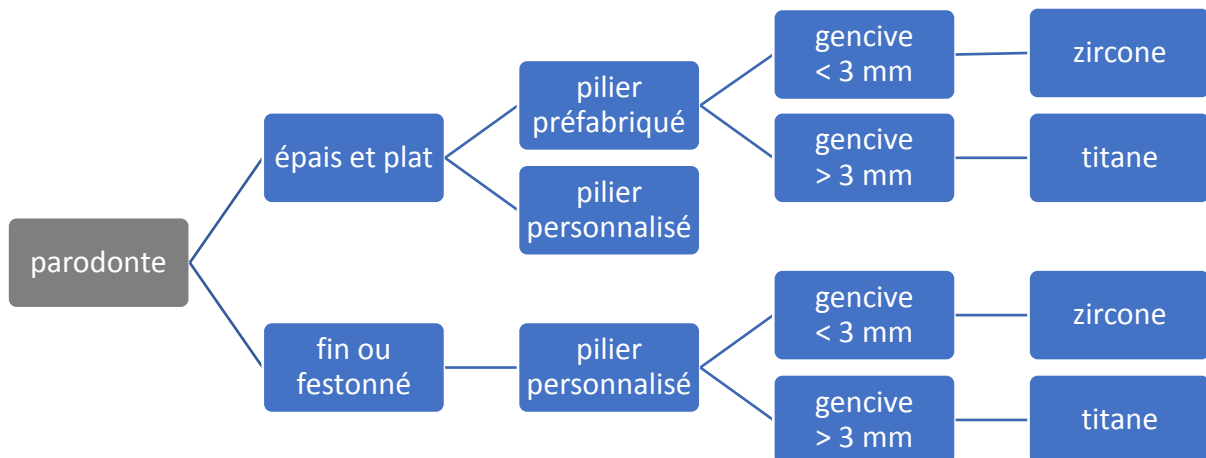 parodonte
épais et plat
pilier
préfabriqué
gencive
< 3 mm
zircone
gencive
> 3 mm
titane
pilier
personnalisé
fin ou
festonné
pilier
personnalisé
gencive
< 3 mm
zircone
gencive
> 3 mm
titane